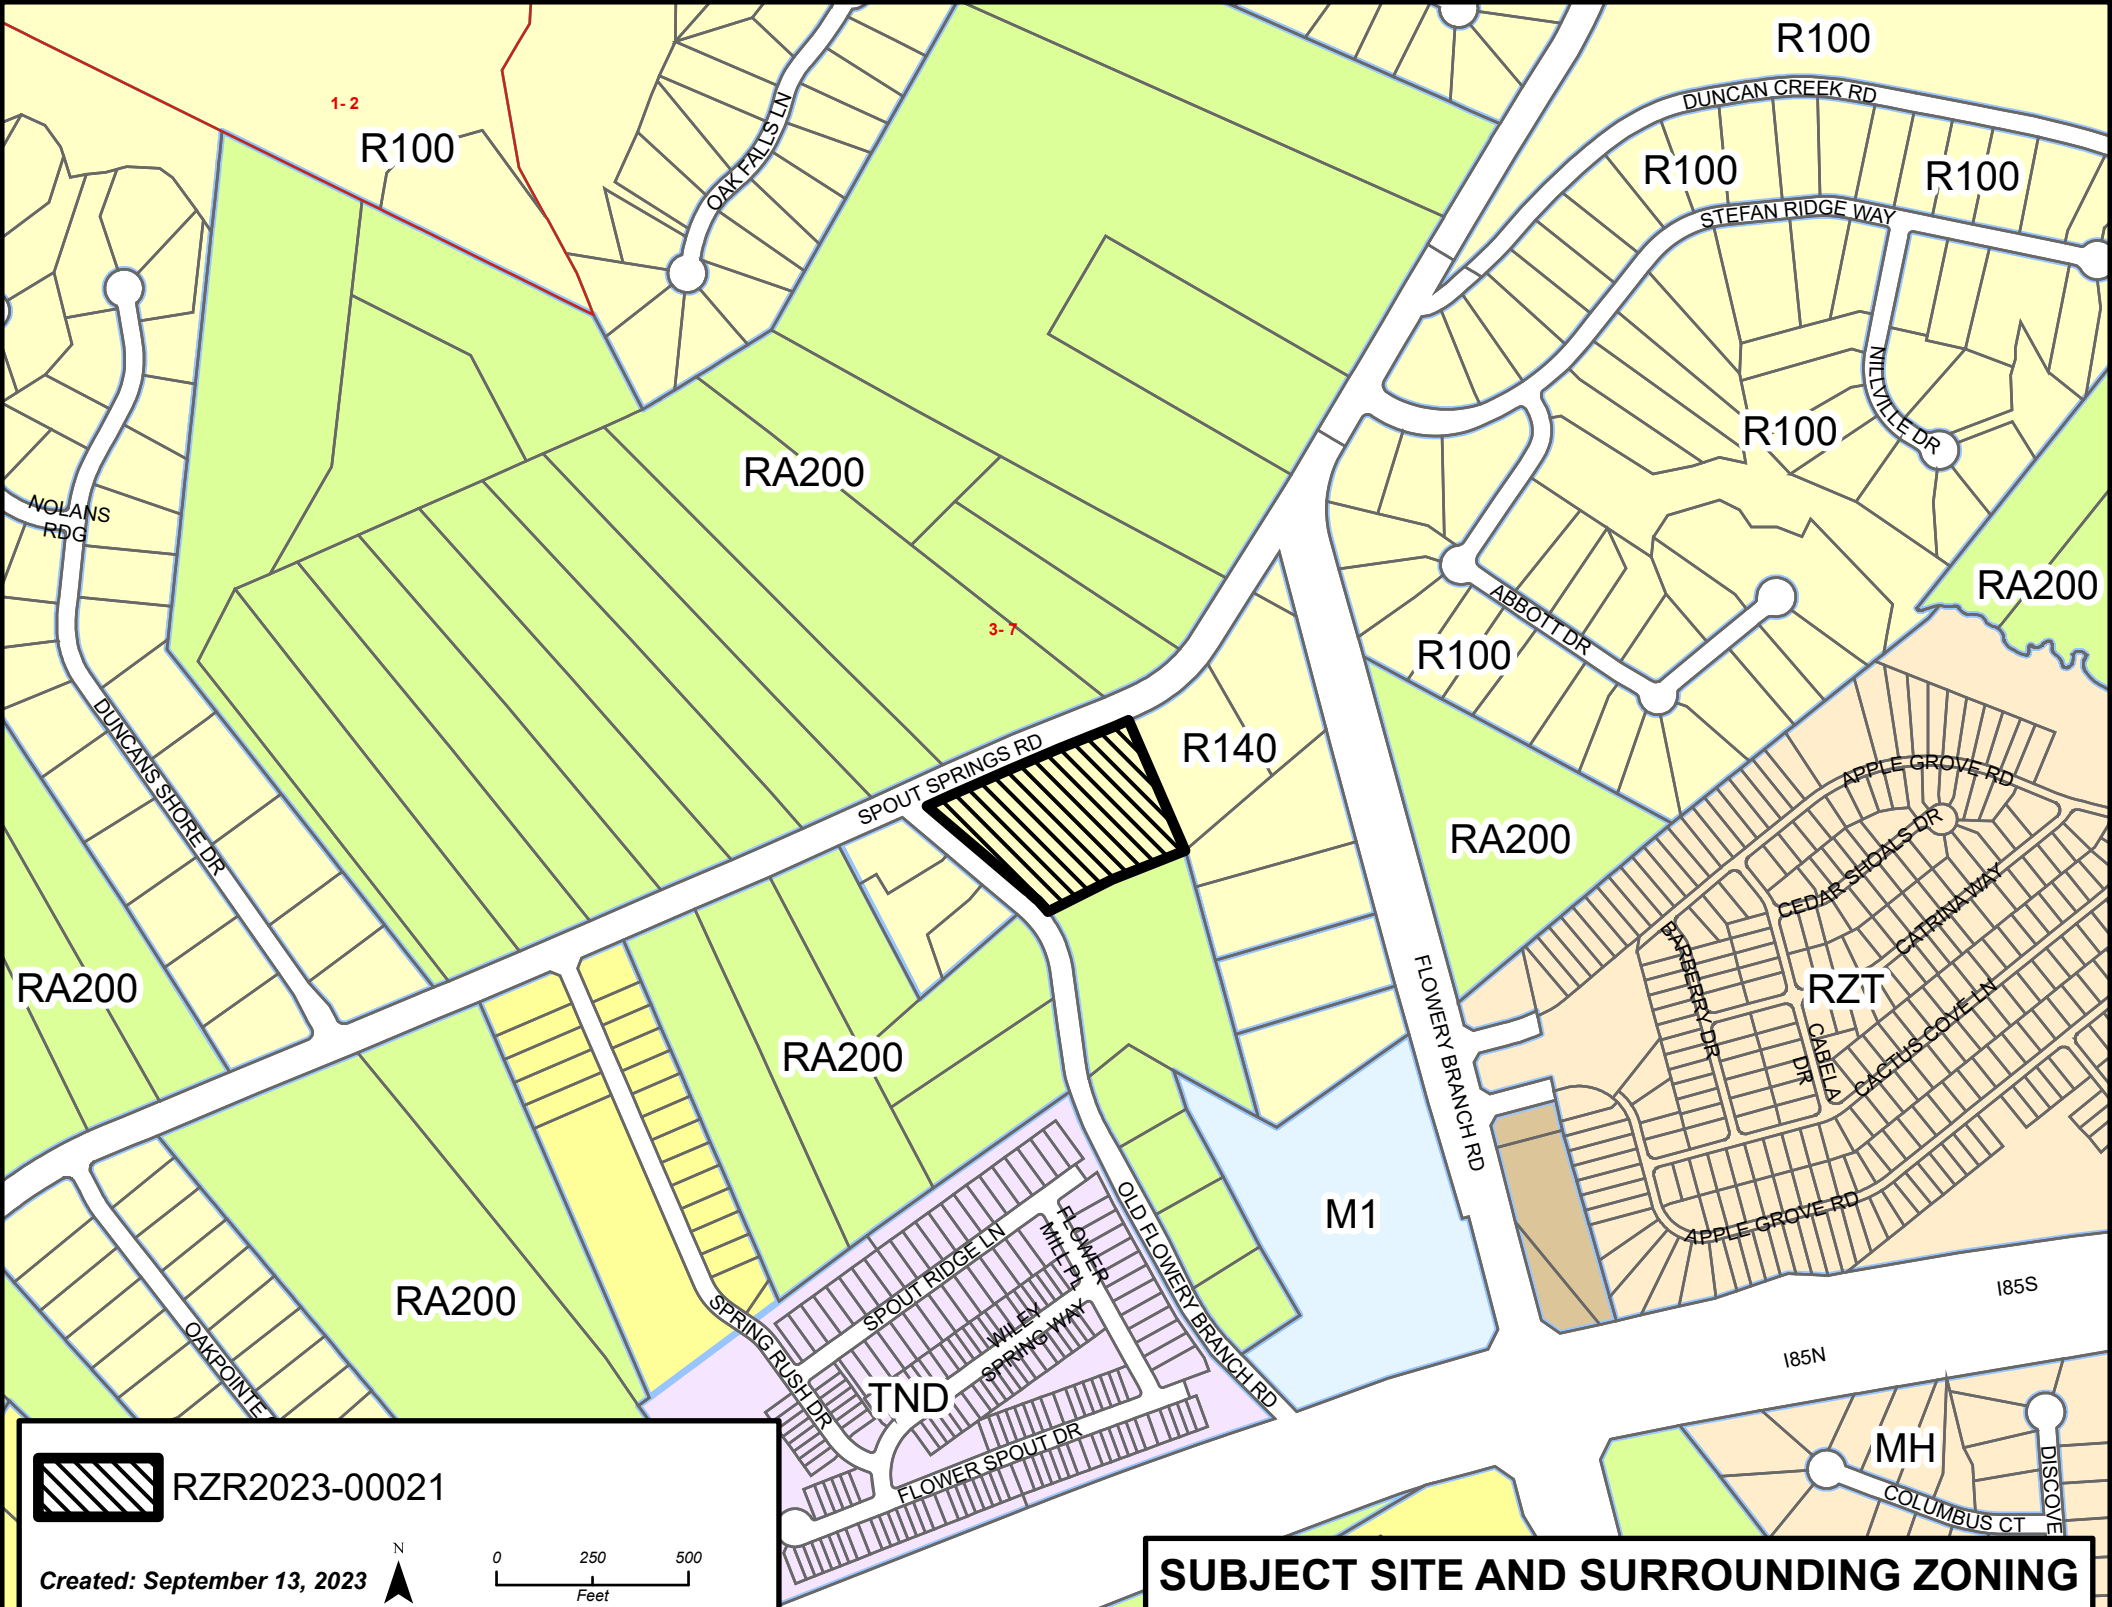 R100
DUNCAN CREEK RD
1- 2
R100
OAK FALLS LN
R100
R100
STEFAN RIDGE WAY
NILLVILLE DR
R100
RA200
NOLANS
RDG
RA200
ABBOTT DR
3- 7
R100
R140
DUNCANS SHORE DR
SPOUT SPRINGS RD
APPLE GROVE RD
RA200
CEDAR SHOALS DR
CATRINA WAY
BARBERRY DR
RA200
RZT
FLOWERY BRANCH RD
CACTUS COVE LN
CABELA
DR
RA200
OLD FLOWERY BRANCH RD
FLOWER
MILL PL
M1
APPLE GROVE RD
SPOUT RIDGE LN
RA200
I85S
SPRING RUSH DR
WILEY
SPRING WAY
OAKPOINTE
I85N
TND
FLOWER SPOUT DR
MH
COLUMBUS CT
DISCOVE
RZR2023-00021
Created: September 13, 2023
N
0 250 500
Feet
SUBJECT SITE AND SURROUNDING ZONING